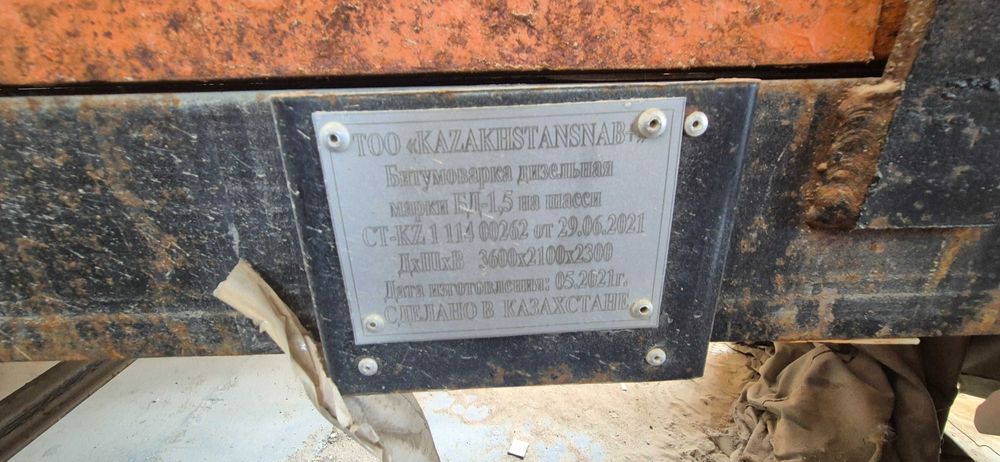 ТОО «KAZAKHSTANSNAB+»
Битумоварка дизельная
марки БД-1,5 на шасси
CT-KZ 1 114 00262 от 29.06.2021
ДхШхВ 3600х2100х2300
Дата изготовления: 05.2021г.
СДЕЛАНО В КАЗАХСТАНЕ